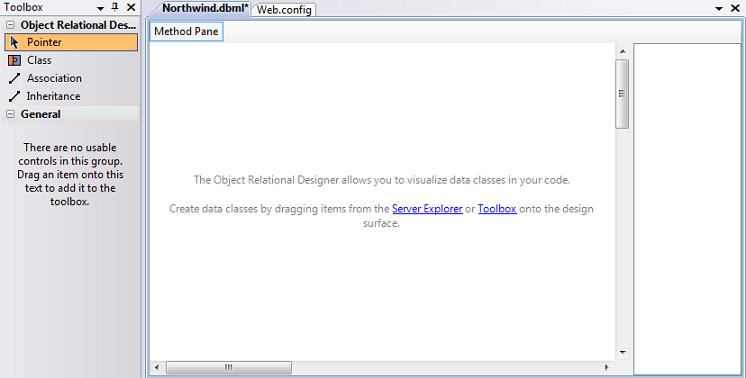 Toolbox
Object Relational Des...
Pointer
Class
Association
Inheritance
General
There are no usable
controls in this group.
Drag an item onto this
text to add it to the
toolbox.
Northwind.dbml* Web.config
Method Pane
The Object Relational Designer allows you to visualize data classes in your code.
Create data classes by dragging items from the Server Explorer or Toolbox onto the design
surface.